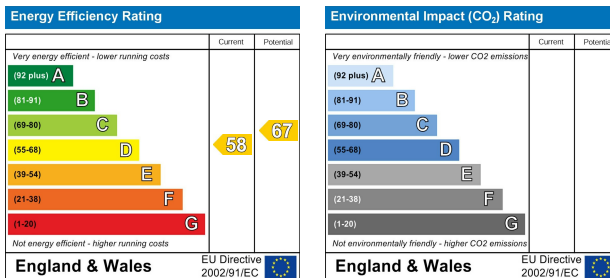 Energy Efficiency Rating
Current Potential
Very energy efficient - lower running costs
(92 plus) A
(81-91) B
(69-80) C
(55-68) D
(39-54) E
(21-38) F
(1-20) G
58
67
Not energy efficient - higher running costs
England & Wales
EU Directive
2002/91/EC
Environmental Impact (CO2) Rating
Current Potential
Very environmentally friendly - lower CO2 emissions
(92 plus) A
(81-91) B
(69-80) C
(55-68) D
(39-54) E
(21-38) F
(1-20) G
Not environmentally friendly - higher CO2 emissions
England & Wales
EU Directive
2002/91/EC